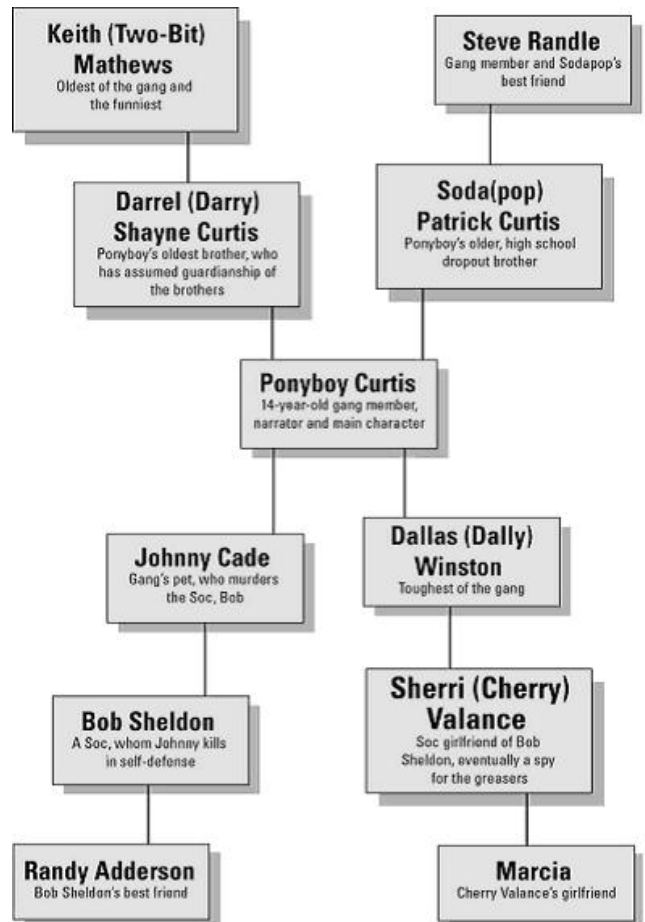 Keith (Two-Bit)
Mathews
Oldest of the gang and
the funniest
Steve Randle
Gang member and Sodapop's
best friend
Darrel (Darry)
Shayne Curtis
Ponyboy's oldest brother, who
has assumed guardianship of
the brothers
Soda(pop)
Patrick Curtis
Ponyboy's older, high school
dropout brother
Ponyboy Curtis
14-year-old gang member,
narrator and main character
Johnny Cade
Gang's pet, who murders
the Soc, Bob
Dallas (Dally)
Winston
Toughest of the gang
Bob Sheldon
A Soc, whom Johnny kills
in self-defense
Sherri (Cherry)
Valance
Soc girlfriend of Bob
Sheldon, eventually a spy
for the greasers
Randy Adderson
Bob Sheldon's best friend
Marcia
Cherry Valance's girlfriend